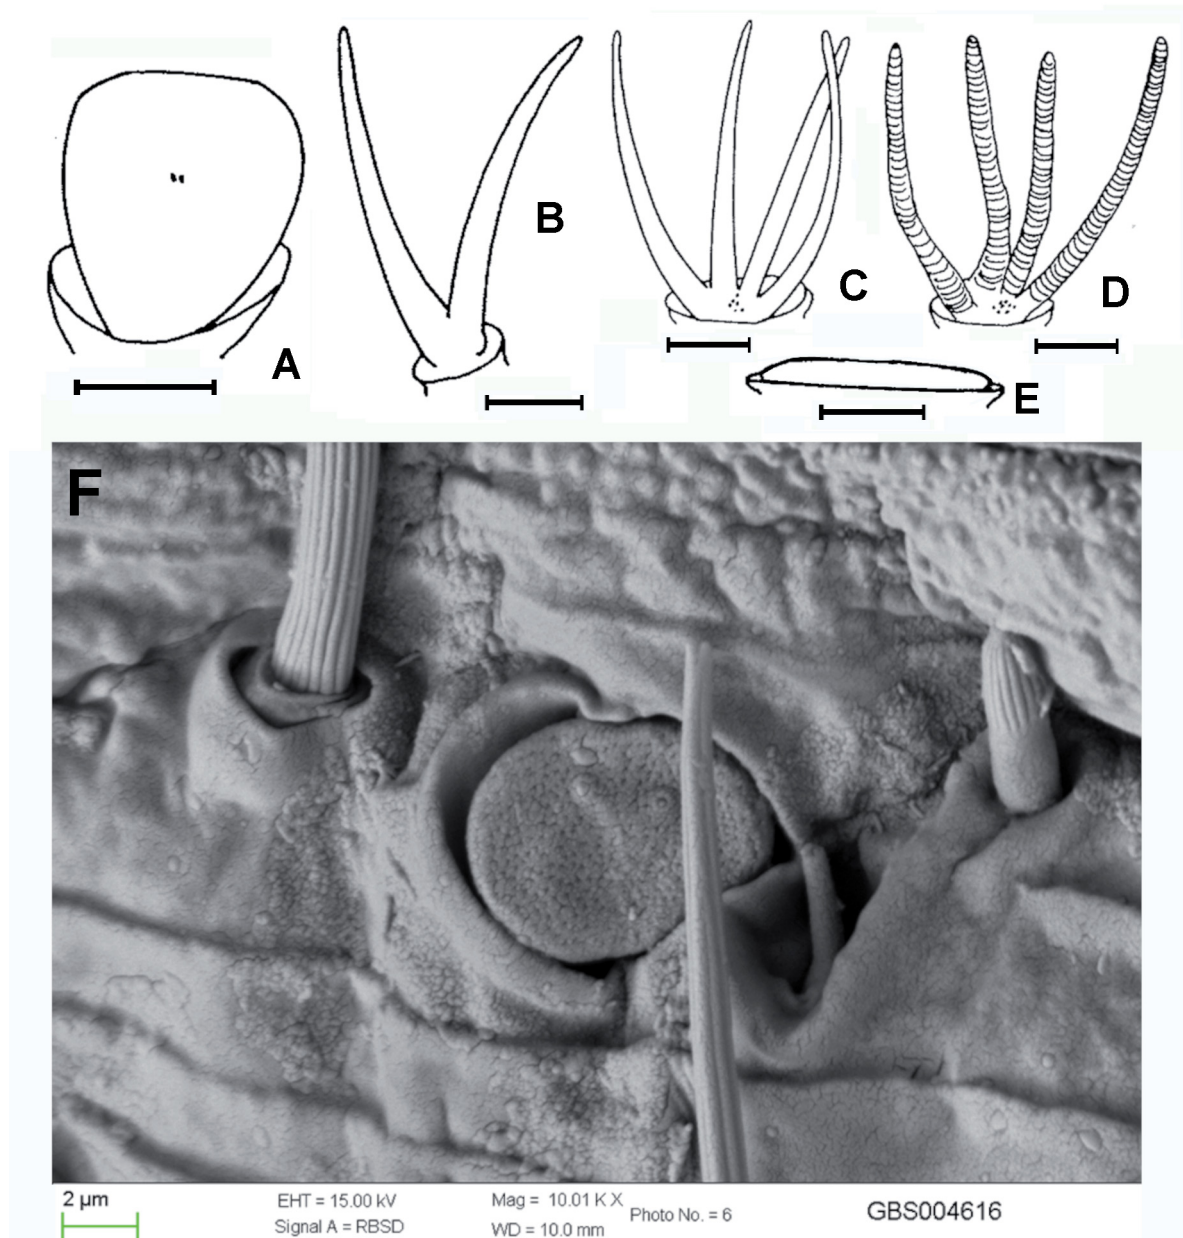 A
B
C
D
E
F
2 µm
EHT = 15.00 kV
Signal A = RBSD
Mag = 10.01 K X
WD = 10.0 mm
Photo No. = 6
GBS004616